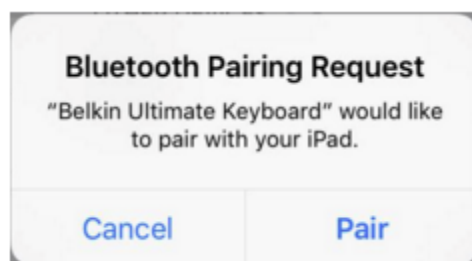 Bluetooth Pairing Request
“Belkin Ultimate Keyboard” would like
to pair with your iPad.
Cancel
Pair